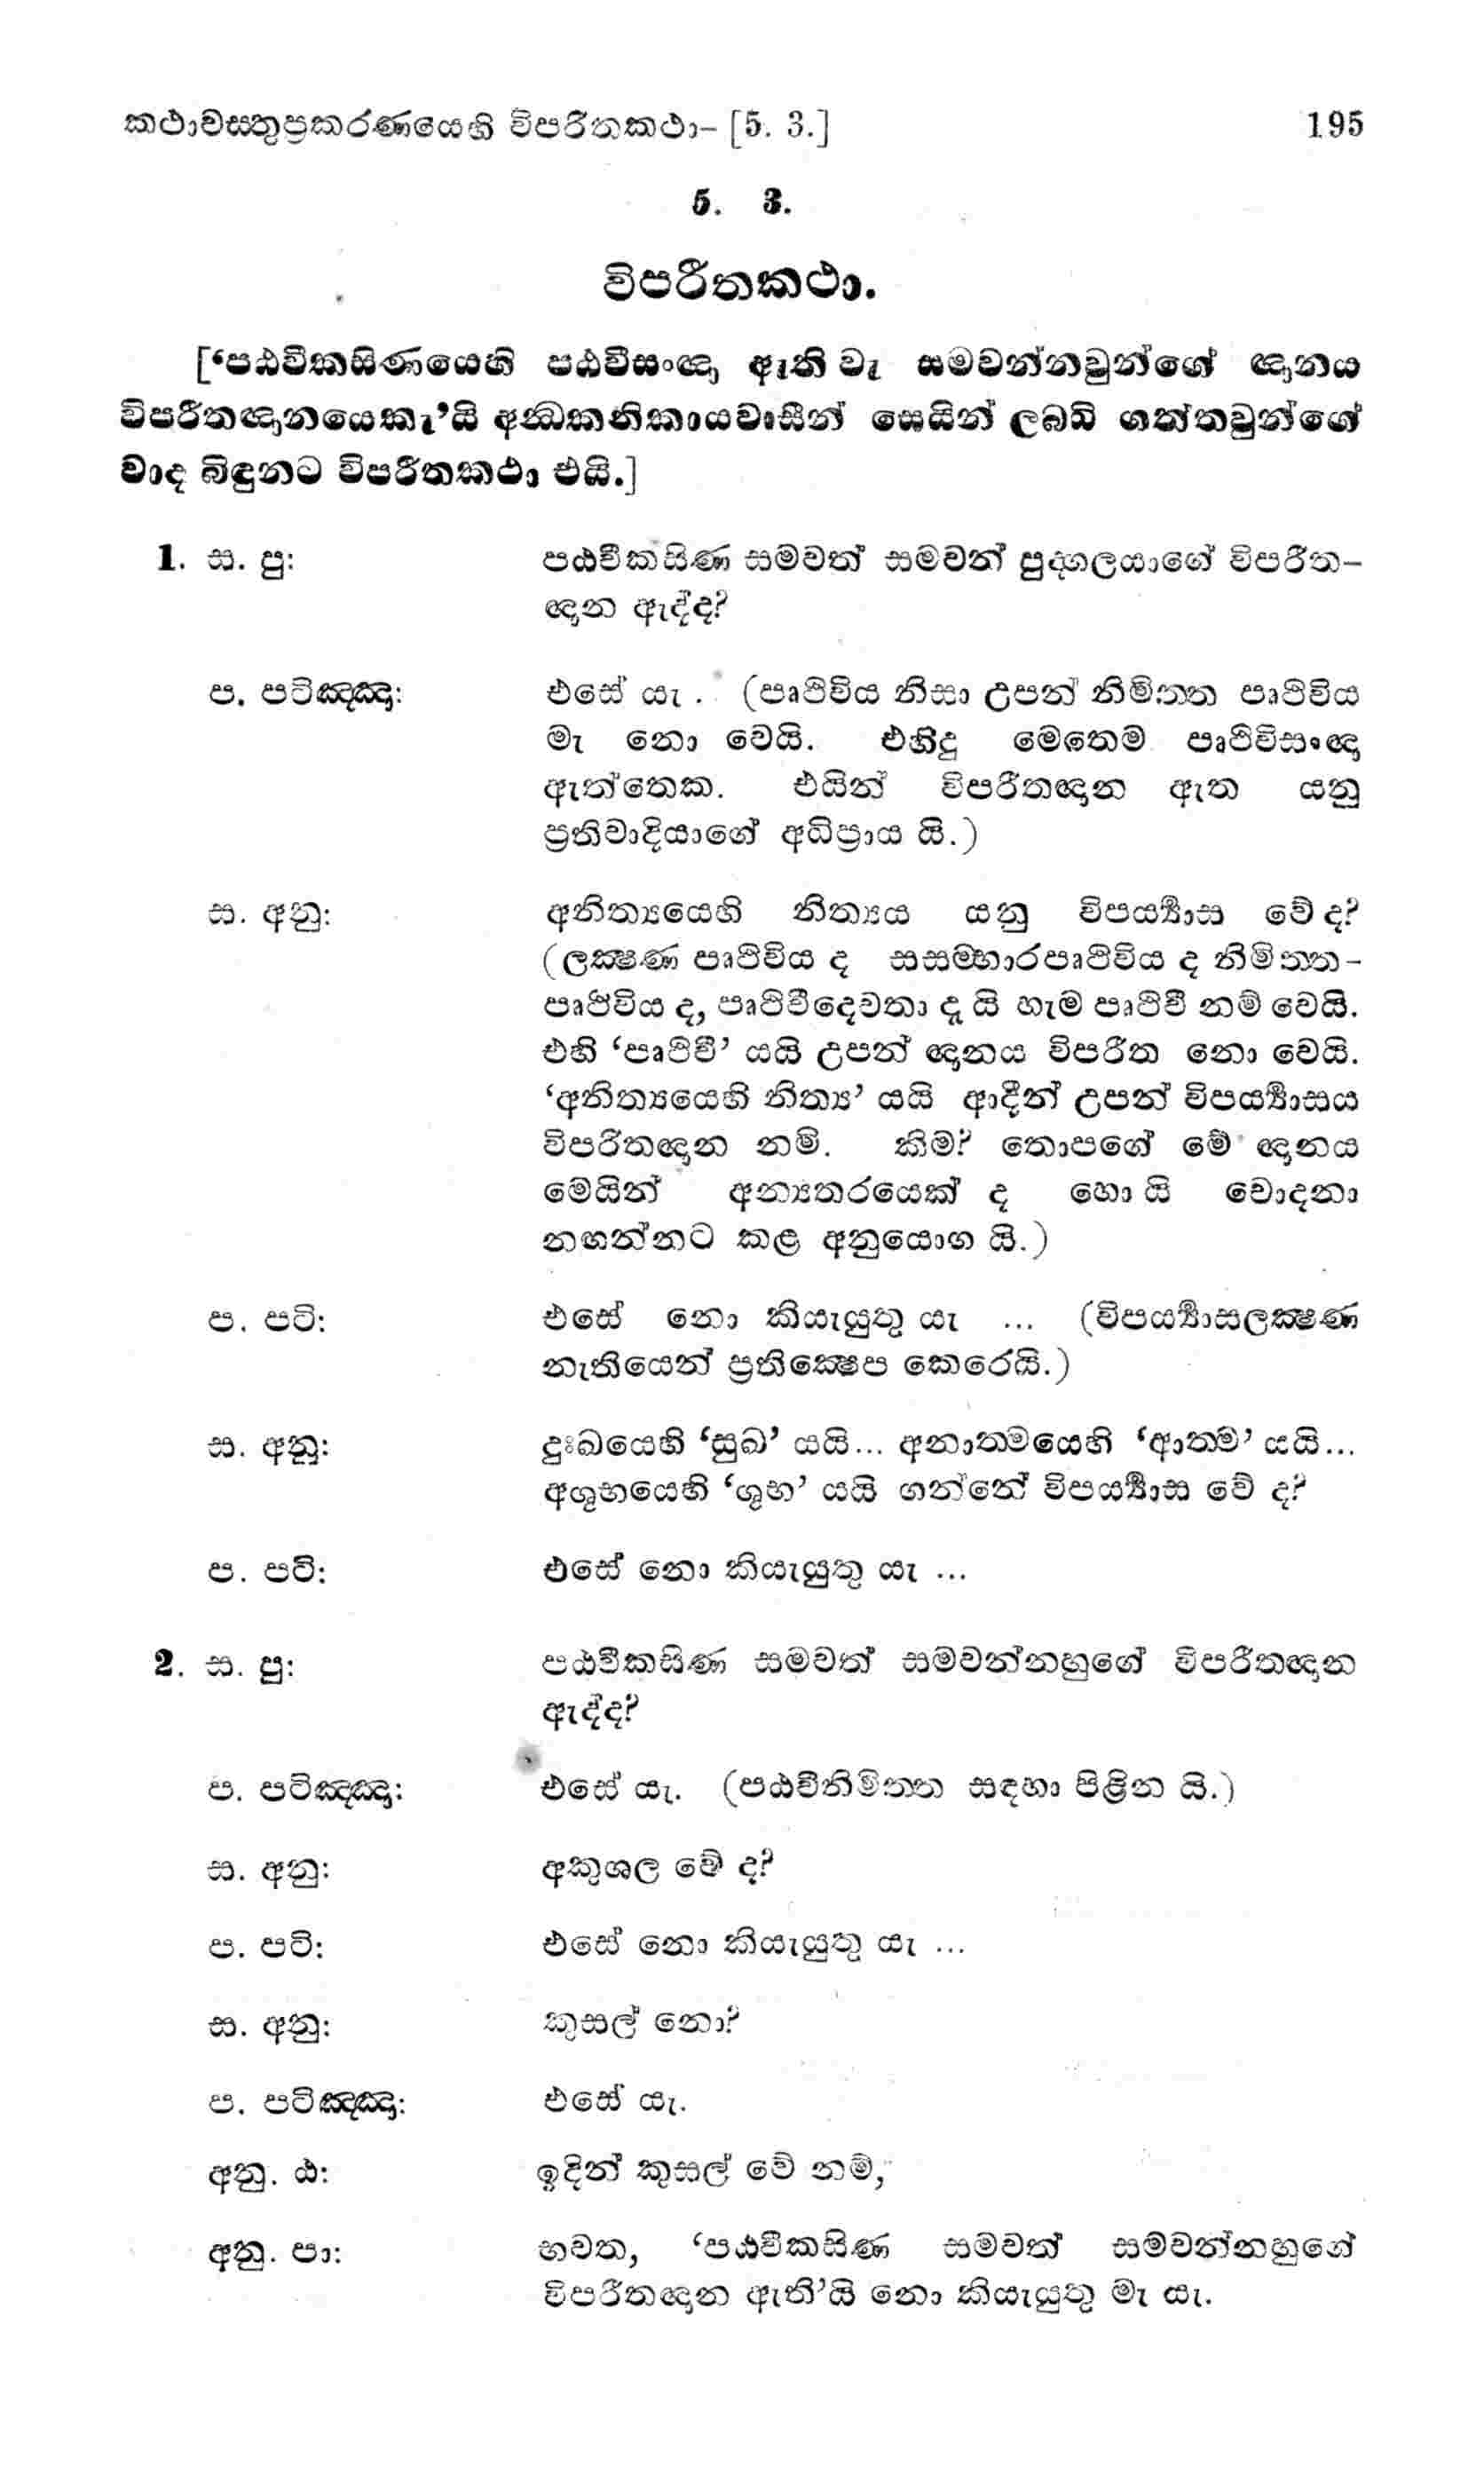 කථාවස්තුප්‍රකරණයෙහි විපරීතකථා- [5. 3.] 195
5. 3.
විපරීතකථා.
[‘පඨවීකසිණයෙහි පඨවීසංඥා ඇති වැ සමවන්නවුන්ගේ ඥානය
විපරීතඥානයෙකැ’යි අන්ධකනිකායවාසීන් සෙයින් ලබධි ගත්තවුන්ගේ
වාද බිඳුනට විපරීතකථා එයි.]
1. ස. පු: පඨවීකසිණ සමවත් සමවන් පුද්ගලයාගේ විපරීත-
ඥාන ඇද්ද?
ප. පටිඤ්ඤා: එසේ යැ. (පෘථිවිය නිසා උපන් නිමිත්ත පෘථිවිය
මැ නො වෙයි. එහිදු මෙතෙම පෘථිවිසංඥා
ඇත්තෙක. එයින් විපරීතඥාන ඇත යනු
ප්‍රතිවාදියාගේ අධිප්‍රාය යි.)
ස. අනු: අනිත්‍යයෙහි නිත්‍යය යනු විපර්‍ය්‍යාස වේ ද?
(ලක්ෂණ පෘථිවිය ද සසම්භාරපෘථිවිය ද නිමිත්ත-
පෘථිවිය ද, පෘථිවීදෙවතා ද යි හැම පෘථිවී නම් වෙයි.
එහි ‘පෘථිවී’ යයි උපන් ඥානය විපරීත නො වෙයි.
‘අනිත්‍යයෙහි නිත්‍ය’ යයි ආදීන් උපන් විපර්‍ය්‍යාසය
විපරීතඥාන නමි. කිම? තොපගේ මේ ඥානය
මෙයින් අන්‍යතරයෙක් ද හො යි චොදනා
නඟන්නට කළ අනුයොග යි.)
ප. පටි: එසේ නො කියැයුතු යැ ... (විපර්‍ය්‍යාසලක්ෂණ
නැතියෙන් ප්‍රතික්ෂෙප කෙරෙයි.)
ස. අනු: දුඃඛයෙහි ‘සුඛ’ යයි... අනාත්මයෙහි ‘ආත්ම’ යයි...
අශුභයෙහි ‘ශුභ’ යයි ගන්තේ විපර්‍ය්‍යාස වේ ද?
ප. පටි: එසේ නො කියැයුතු යැ ...
2. ස. පු: පඨවීකසිණ සමවත් සමවන්නහුගේ විපරීතඥාන
ඇද්ද?
ප. පටිඤ්ඤා: එසේ යැ. (පඨවීනිමිත්ත සඳහා පිළින යි.)
ස. අනු: අකුශල වේ ද?
ප. පටි: එසේ නො කියැයුතු යැ ...
ස. අනු: කුසල් නො?
ප. පටිඤ්ඤා: එසේ යැ.
අනු. ඨ: ඉදින් කුසල් වේ නම්,
අනු. පා: භවත, ‘පඨවීකසිණ සමවත් සමවන්නහුගේ
විපරීතඥාන ඇති’යි නො කියැයුතු මැ යැ.